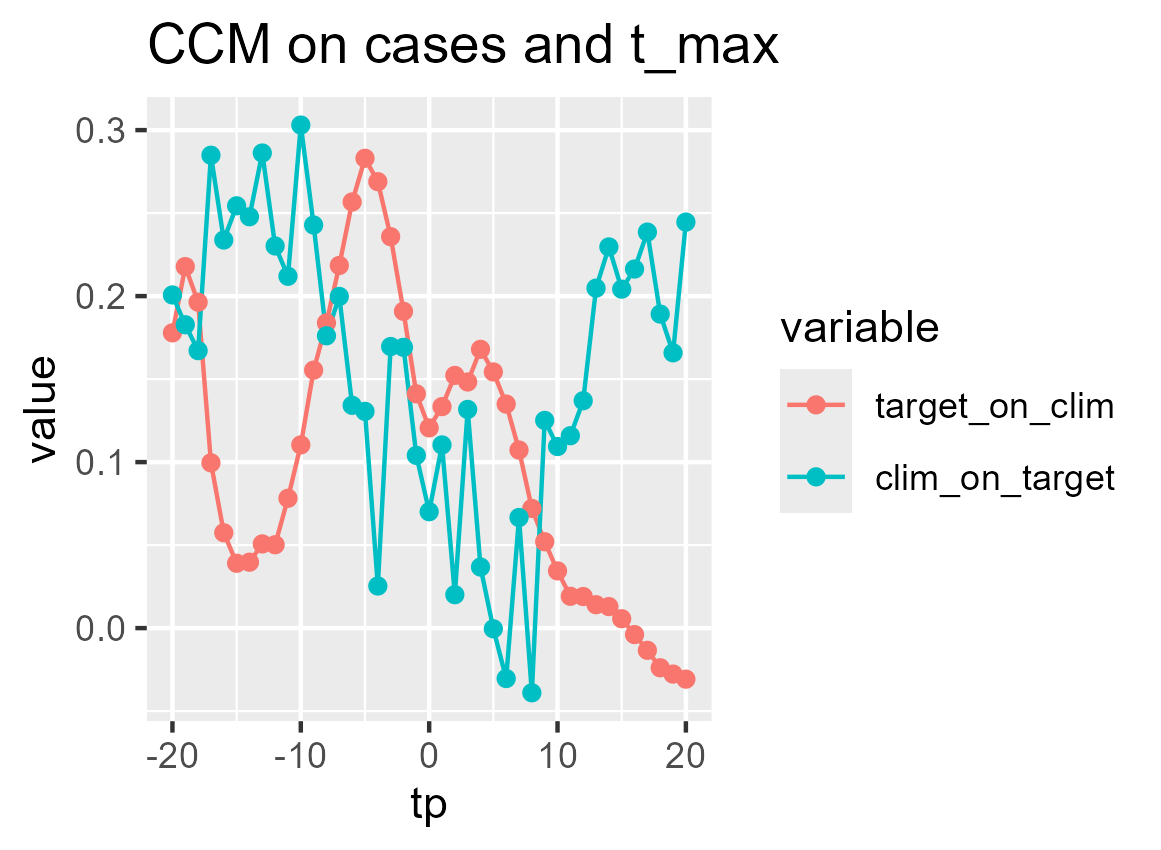 CCM on cases and t_max
0.3
0.2
0.1
0.0
value
-20 -10 0 10 20
tp
variable
target_on_clim
clim_on_target